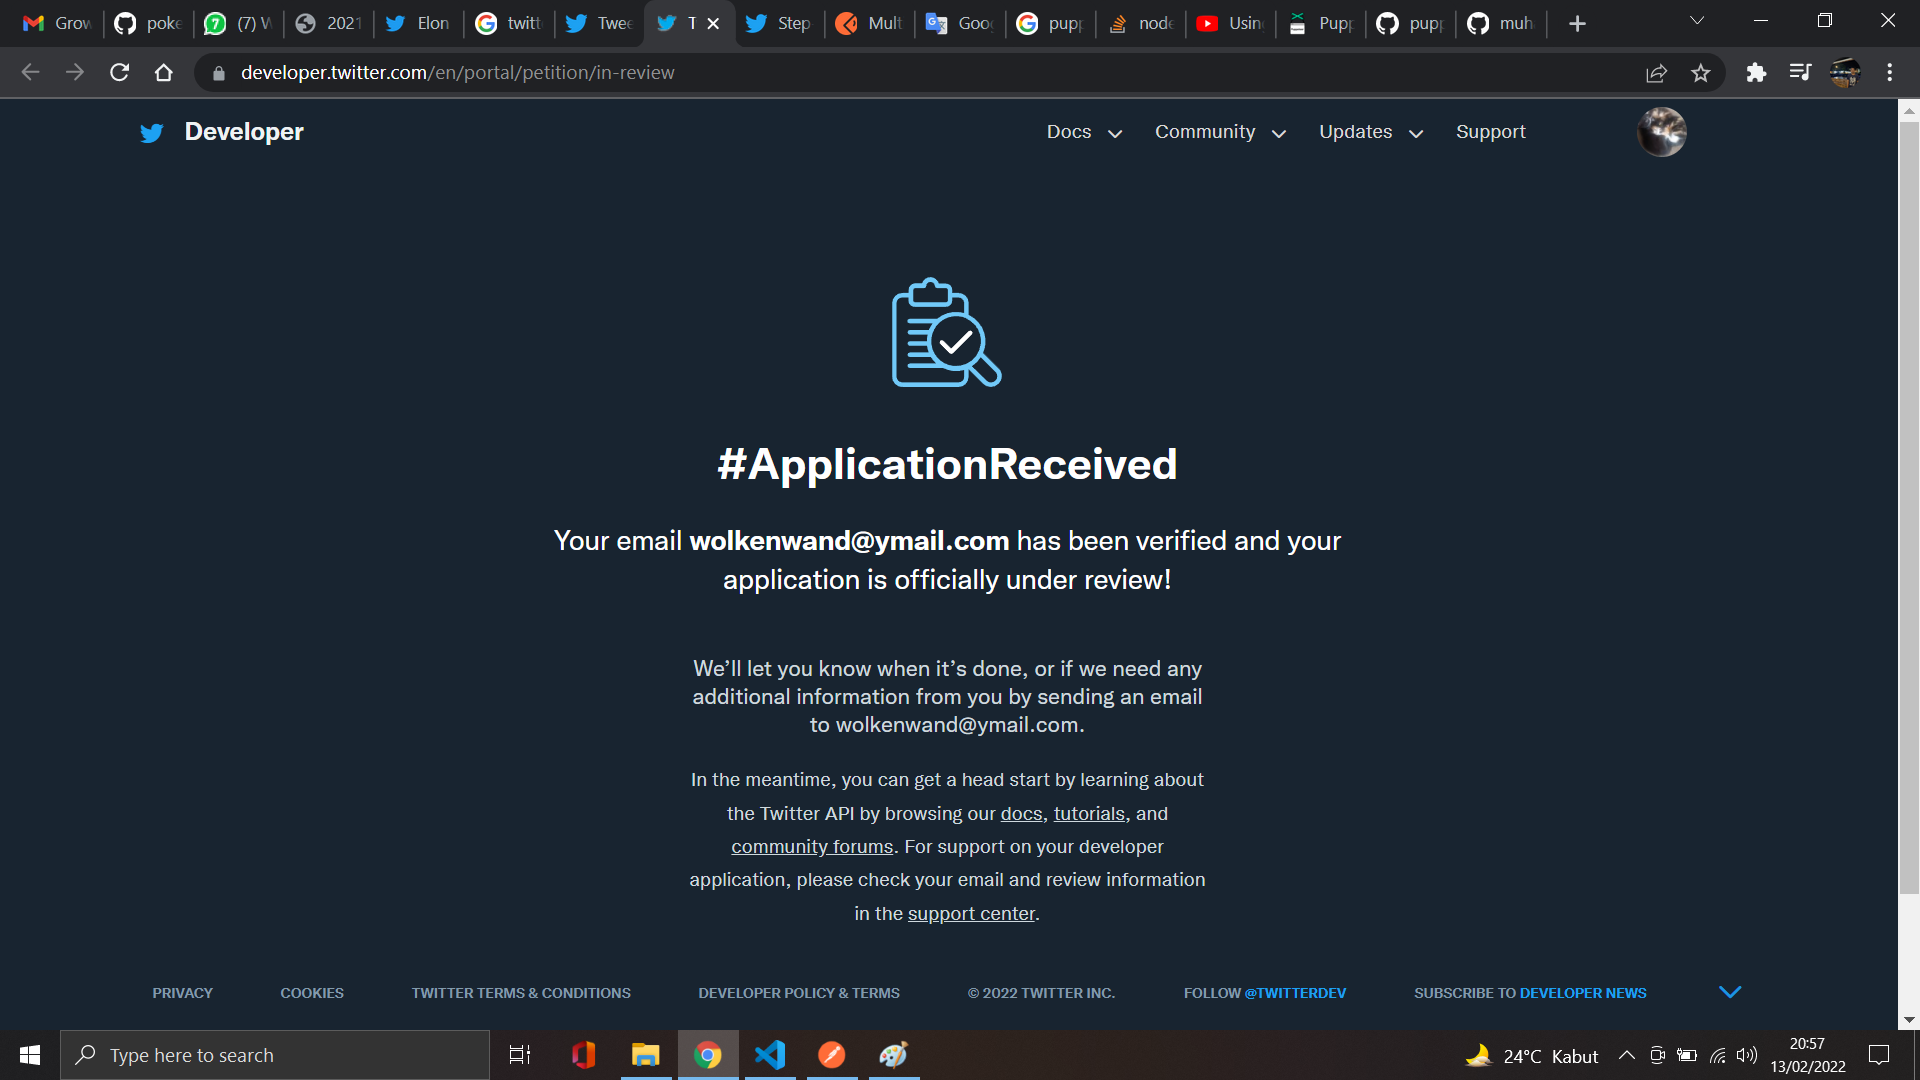 Grow
poke
(7) W
2021
Elon
twitt
Twee
T
Step
Mult
Goog
pupp
node
Using
Pupp
pupp
muha
developer.twitter.com/en/portal/petition/in-review
Developer
Docs
Community
Updates
Support
#ApplicationReceived
Your email wolkenwand@ymail.com has been verified and your
application is officially under review!
We’ll let you know when it’s done, or if we need any
additional information from you by sending an email
to wolkenwand@ymail.com.
In the meantime, you can get a head start by learning about
the Twitter API by browsing our docs, tutorials, and
community forums. For support on your developer
application, please check your email and review information
in the support center.
PRIVACY
COOKIES
TWITTER TERMS & CONDITIONS
DEVELOPER POLICY & TERMS
© 2022 TWITTER INC.
FOLLOW @TWITTERDEV
SUBSCRIBE TO DEVELOPER NEWS
Type here to search
24°C Kabut
20:57
13/02/2022